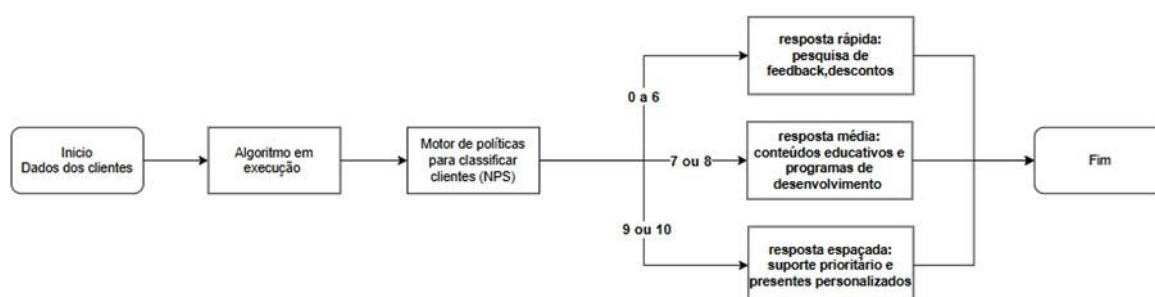 Inicio
Dados dos clientes
Algoritmo em
execução
Motor de políticas
para classificar
clientes (NPS)
0 a 6
resposta rápida:
pesquisa de
feedback,descontos
7 ou 8
resposta média:
conteúdos educativos e
programas de
desenvolvimento
9 ou 10
resposta espaçada:
suporte prioritário e
presentes personalizados
Fim